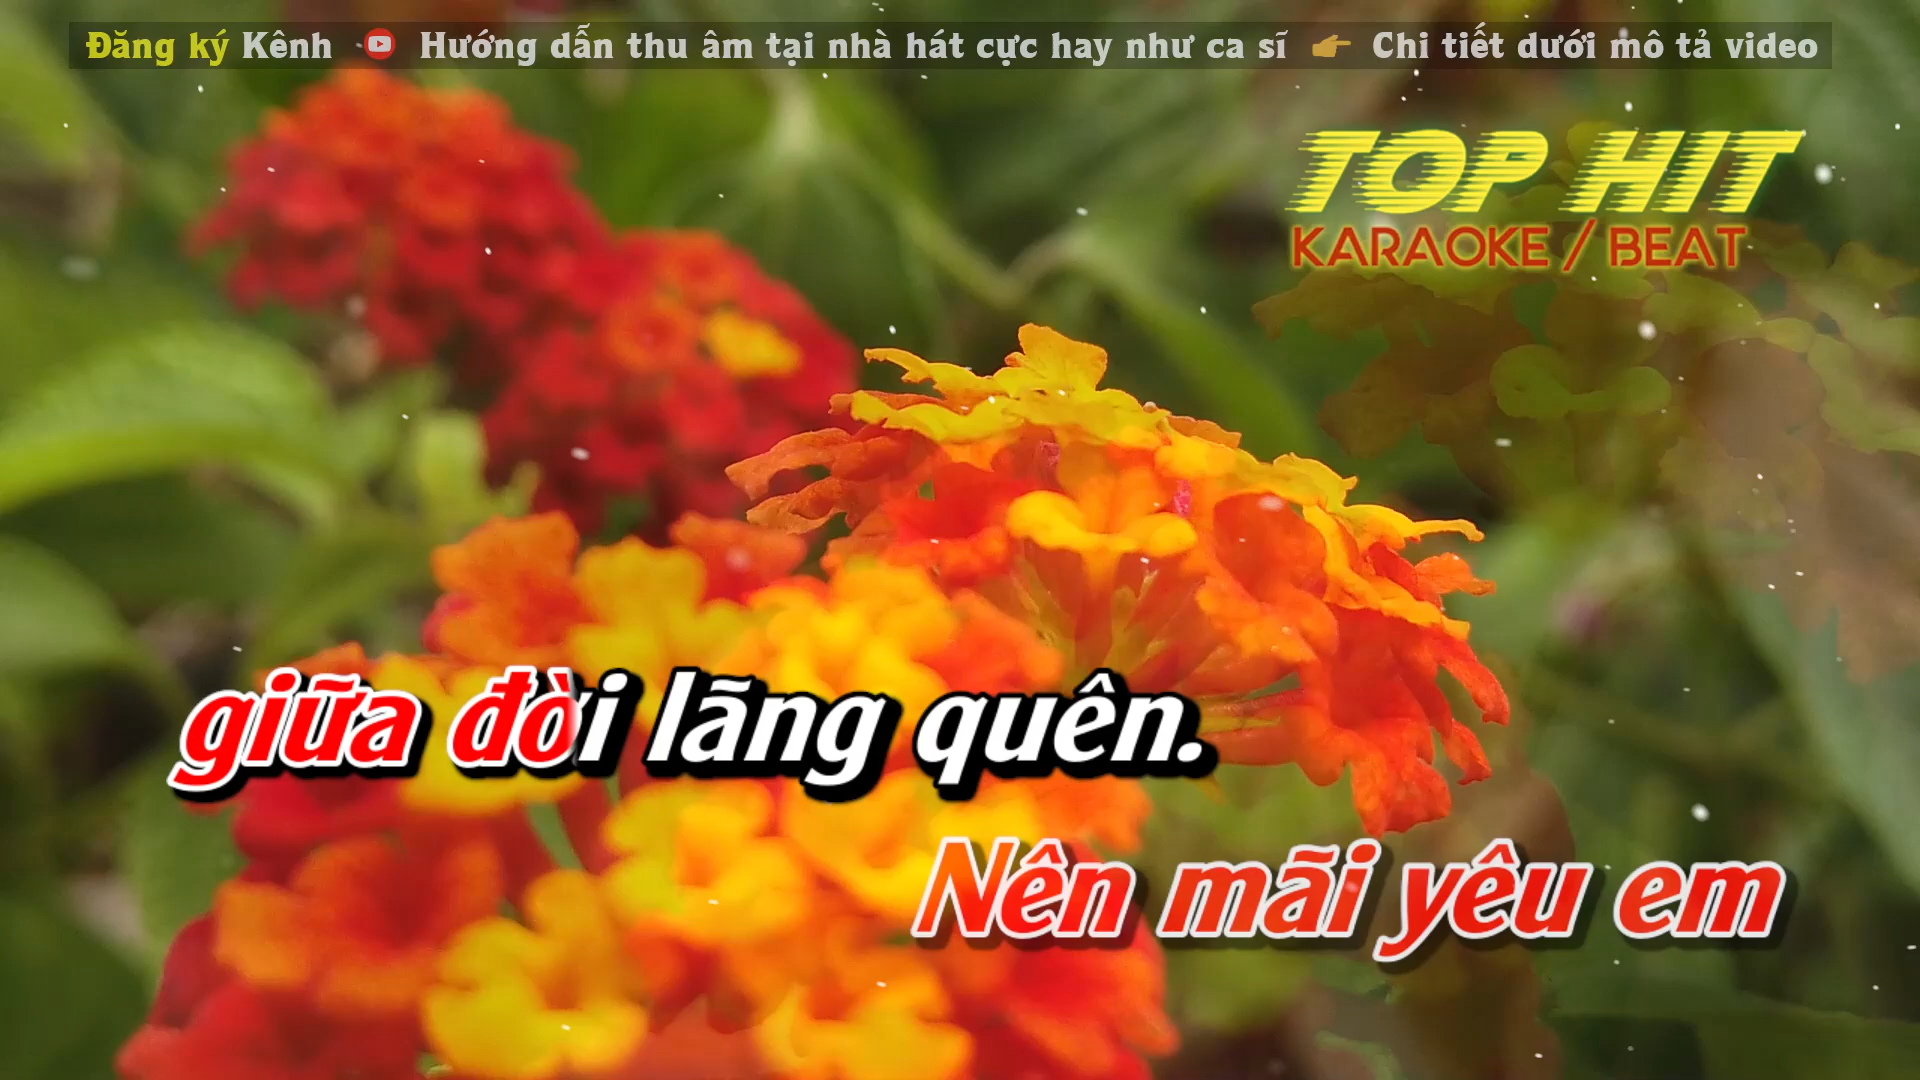 Đăng ký Kênh Hướng dẫn thu âm tại nhà hát cực hay như ca sĩ Chi tiết dưới mô tả video
TOP HIT
KARAOKE / BEAT
giữa đời lãng quên.
Nên mãi yêu em